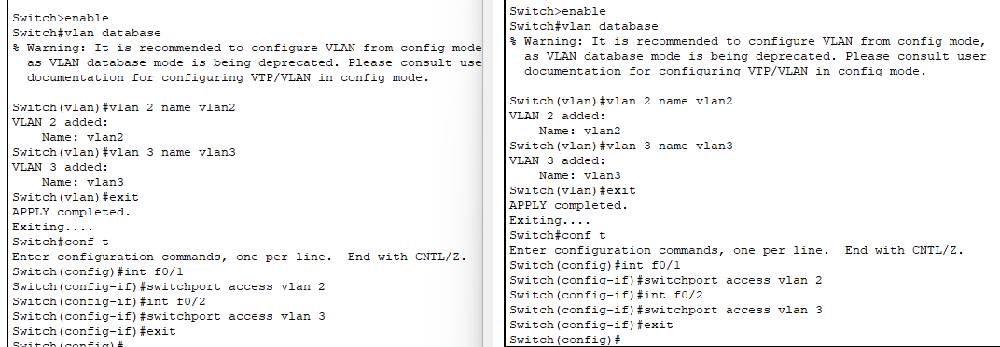 Switch>enable
Switch#vlan database
% Warning: It is recommended to configure VLAN from config mode
as VLAN database mode is being deprecated. Please consult use
documentation for configuring VTP/VLAN in config mode.
Switch(vlan)#vlan 2 name vlan2
VLAN 2 added:
Name: vlan2
Switch(vlan)#vlan 3 name vlan3
VLAN 3 added:
Name: vlan3
Switch(vlan)#exit
APPLY completed.
Exiting....
Switch#conf t
Enter configuration commands, one per line.  End with CNTL/Z.
Switch(config)#int f0/1
Switch(config-if)#switchport access vlan 2
Switch(config-if)#int f0/2
Switch(config-if)#switchport access vlan 3
Switch(config-if)#exit
Switch(config)#
Switch>enable
Switch#vlan database
% Warning: It is recommended to configure VLAN from config mode,
as VLAN database mode is being deprecated. Please consult user
documentation for configuring VTP/VLAN in config mode.
Switch(vlan)#vlan 2 name vlan2
VLAN 2 added:
Name: vlan2
Switch(vlan)#vlan 3 name vlan3
VLAN 3 added:
Name: vlan3
Switch(vlan)#exit
APPLY completed.
Exiting....
Switch#conf t
Enter configuration commands, one per line.  End with CNTL/Z.
Switch(config)#int f0/1
Switch(config-if)#switchport access vlan 2
Switch(config-if)#int f0/2
Switch(config-if)#switchport access vlan 3
Switch(config-if)#exit
Switch(config)#